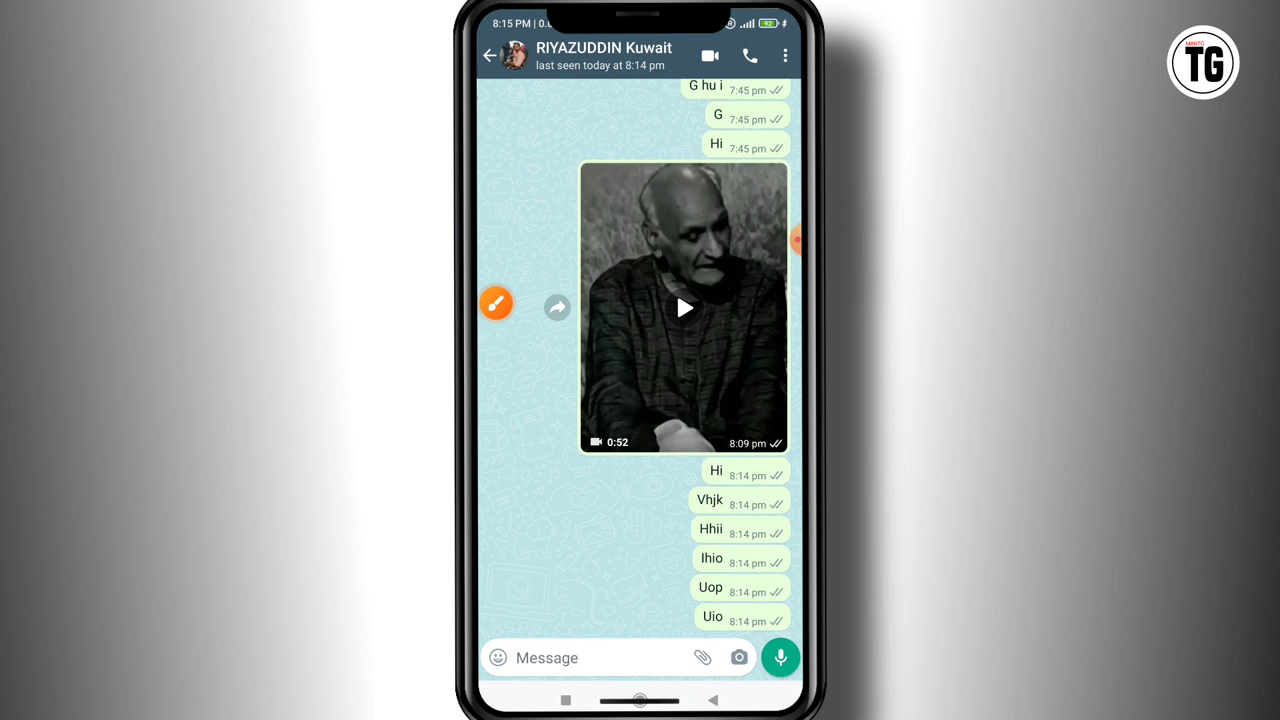 8:15 PM | 0.
92
RIYAZUDDIN Kuwait
last seen today at 8:14 pm
MINITG
TG
G hu i 7:45 pm
G 7:45 pm
Hi 7:45 pm
0:52 8:09 pm
Hi 8:14 pm
Vhjk 8:14 pm
Hhii 8:14 pm
Ihio 8:14 pm
Uop 8:14 pm
Uio 8:14 pm
Message